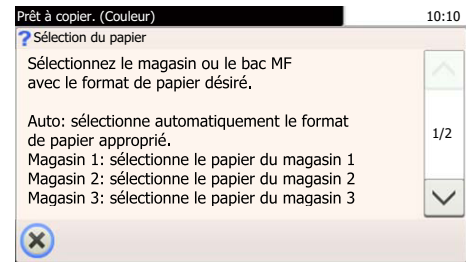 Prêt à copier. (Couleur) 10:10
? Sélection du papier
Sélectionnez le magasin ou le bac MF
avec le format de papier désiré.
Auto: sélectionne automatiquement le format
de papier approprié.
1/2
Magasin 1: sélectionne le papier du magasin 1
Magasin 2: sélectionne le papier du magasin 2
Magasin 3: sélectionne le papier du magasin 3